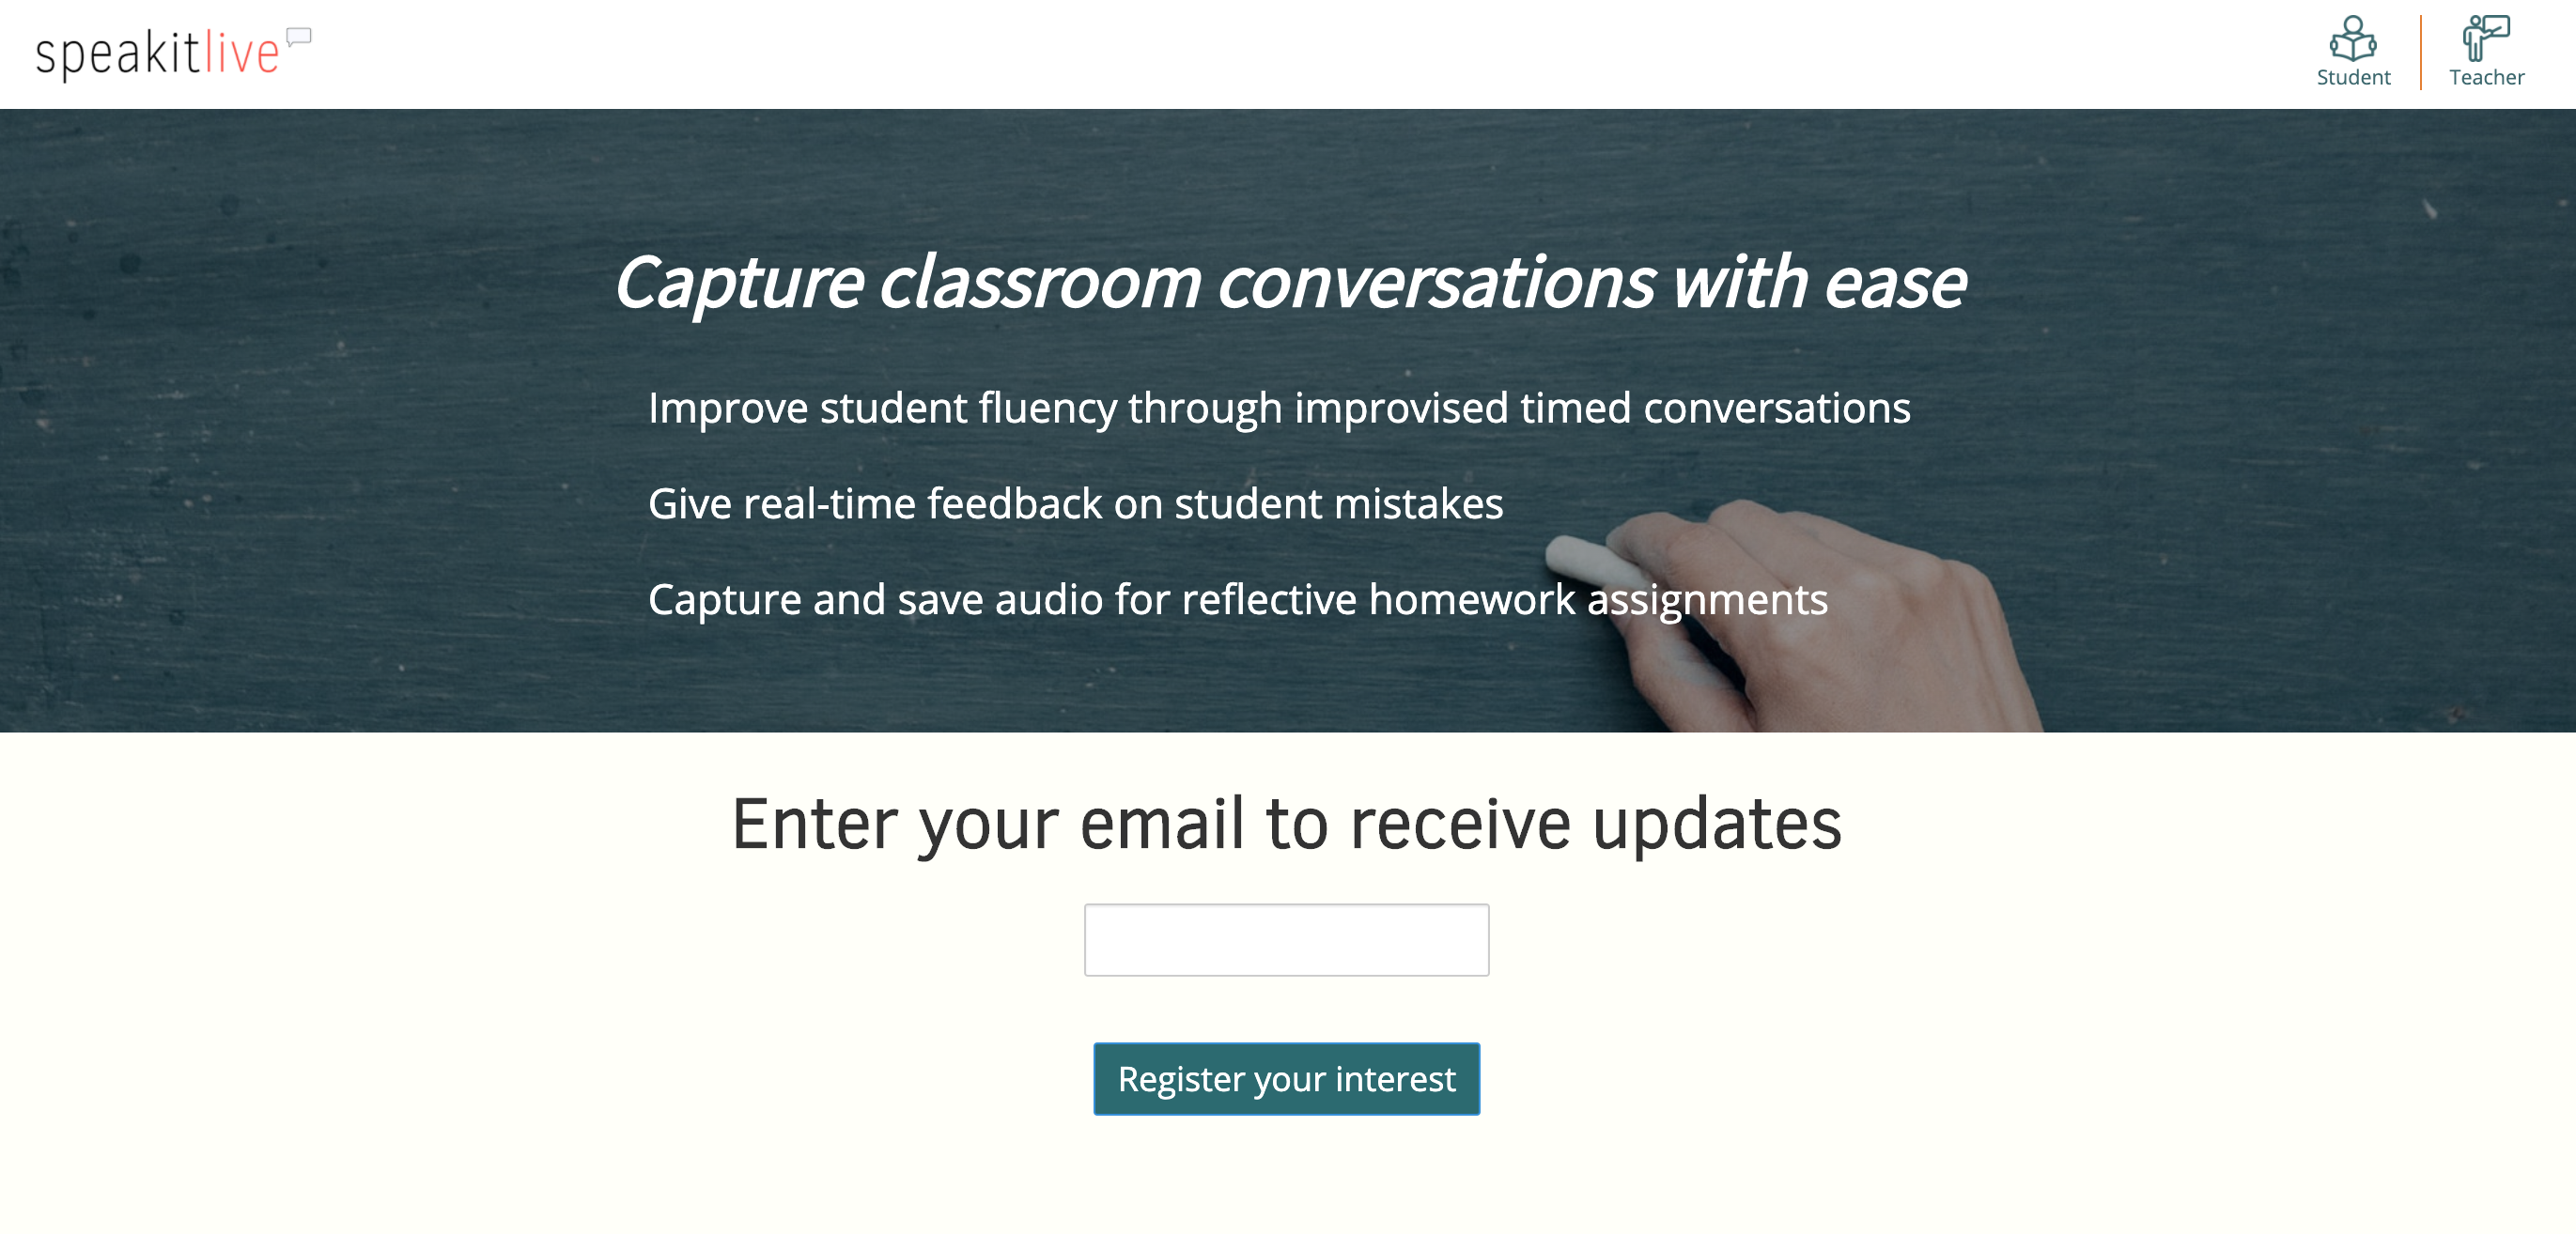 speakitlive
Student
Teacher
Capture classroom conversations with ease
Improve student fluency through improvised timed conversations
Give real-time feedback on student mistakes
Capture and save audio for reflective homework assignments
Enter your email to receive updates
Register your interest